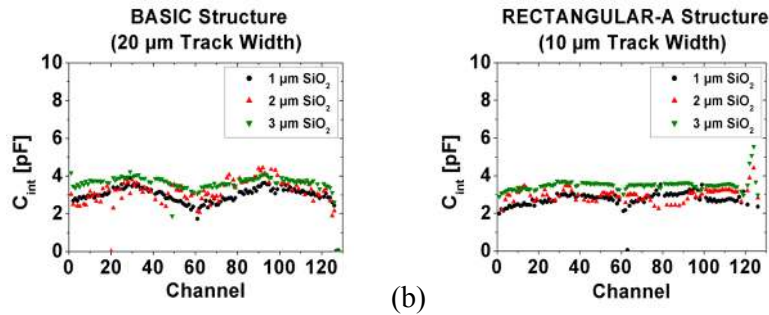 BASIC Structure
(20 µm Track Width)
1 µm SiO₂
2 µm SiO₂
3 µm SiO₂
C_int [pF]
10
8
6
4
2
0
0 20 40 60 80 100 120
Channel
(b)
RECTANGULAR-A Structure
(10 µm Track Width)
1 µm SiO₂
2 µm SiO₂
3 µm SiO₂
C_int [pF]
10
8
6
4
2
0
0 20 40 60 80 100 120 140
Channel